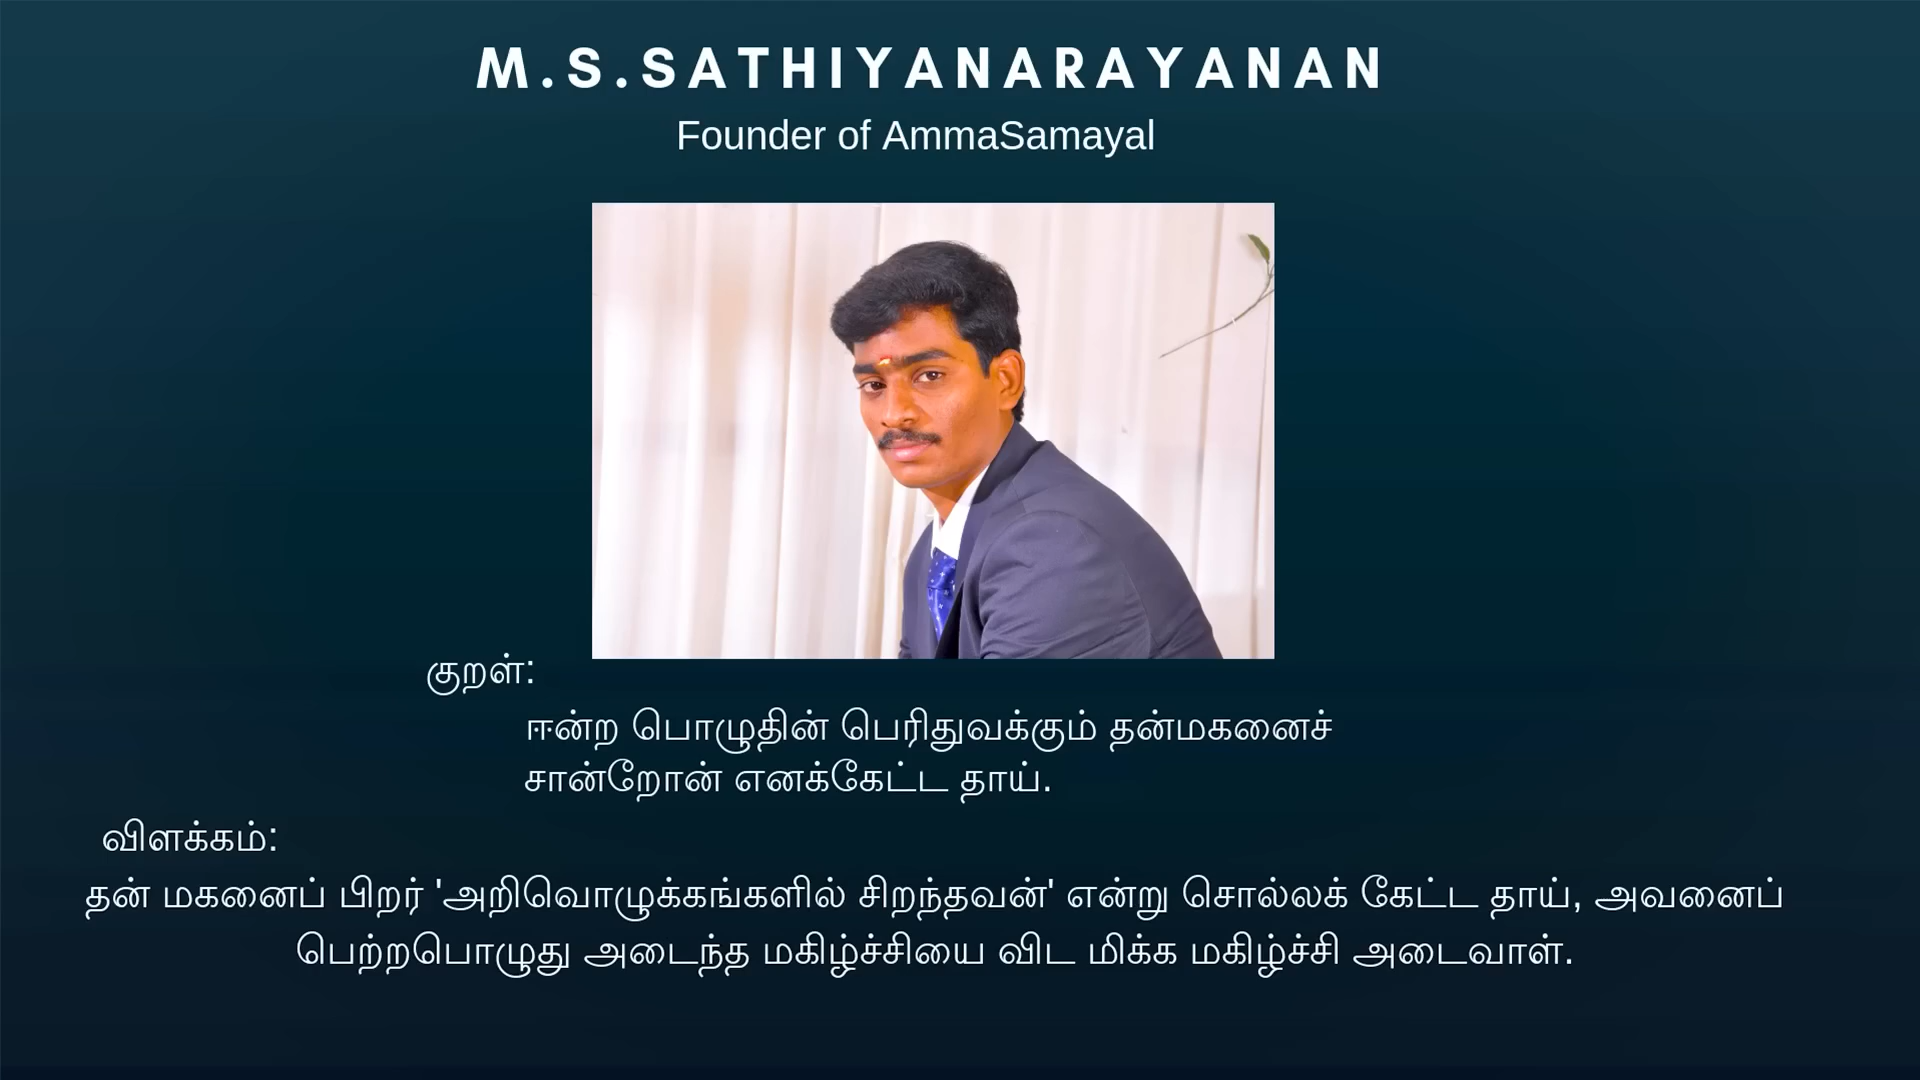 M.S.SATHIYANARAYANAN
Founder of AmmaSamayal
குறள்:
ஈன்ற பொழுதின் பெரிதுவக்கும் தன்மகனைச்
சான்றோன் எனக்கேட்ட தாய்.
விளக்கம்:
தன் மகனைப் பிறர் 'அறிவொழுக்கங்களில் சிறந்தவன்' என்று சொல்லக் கேட்ட தாய், அவனைப்
பெற்றபொழுது அடைந்த மகிழ்ச்சியை விட மிக்க மகிழ்ச்சி அடைவாள்.